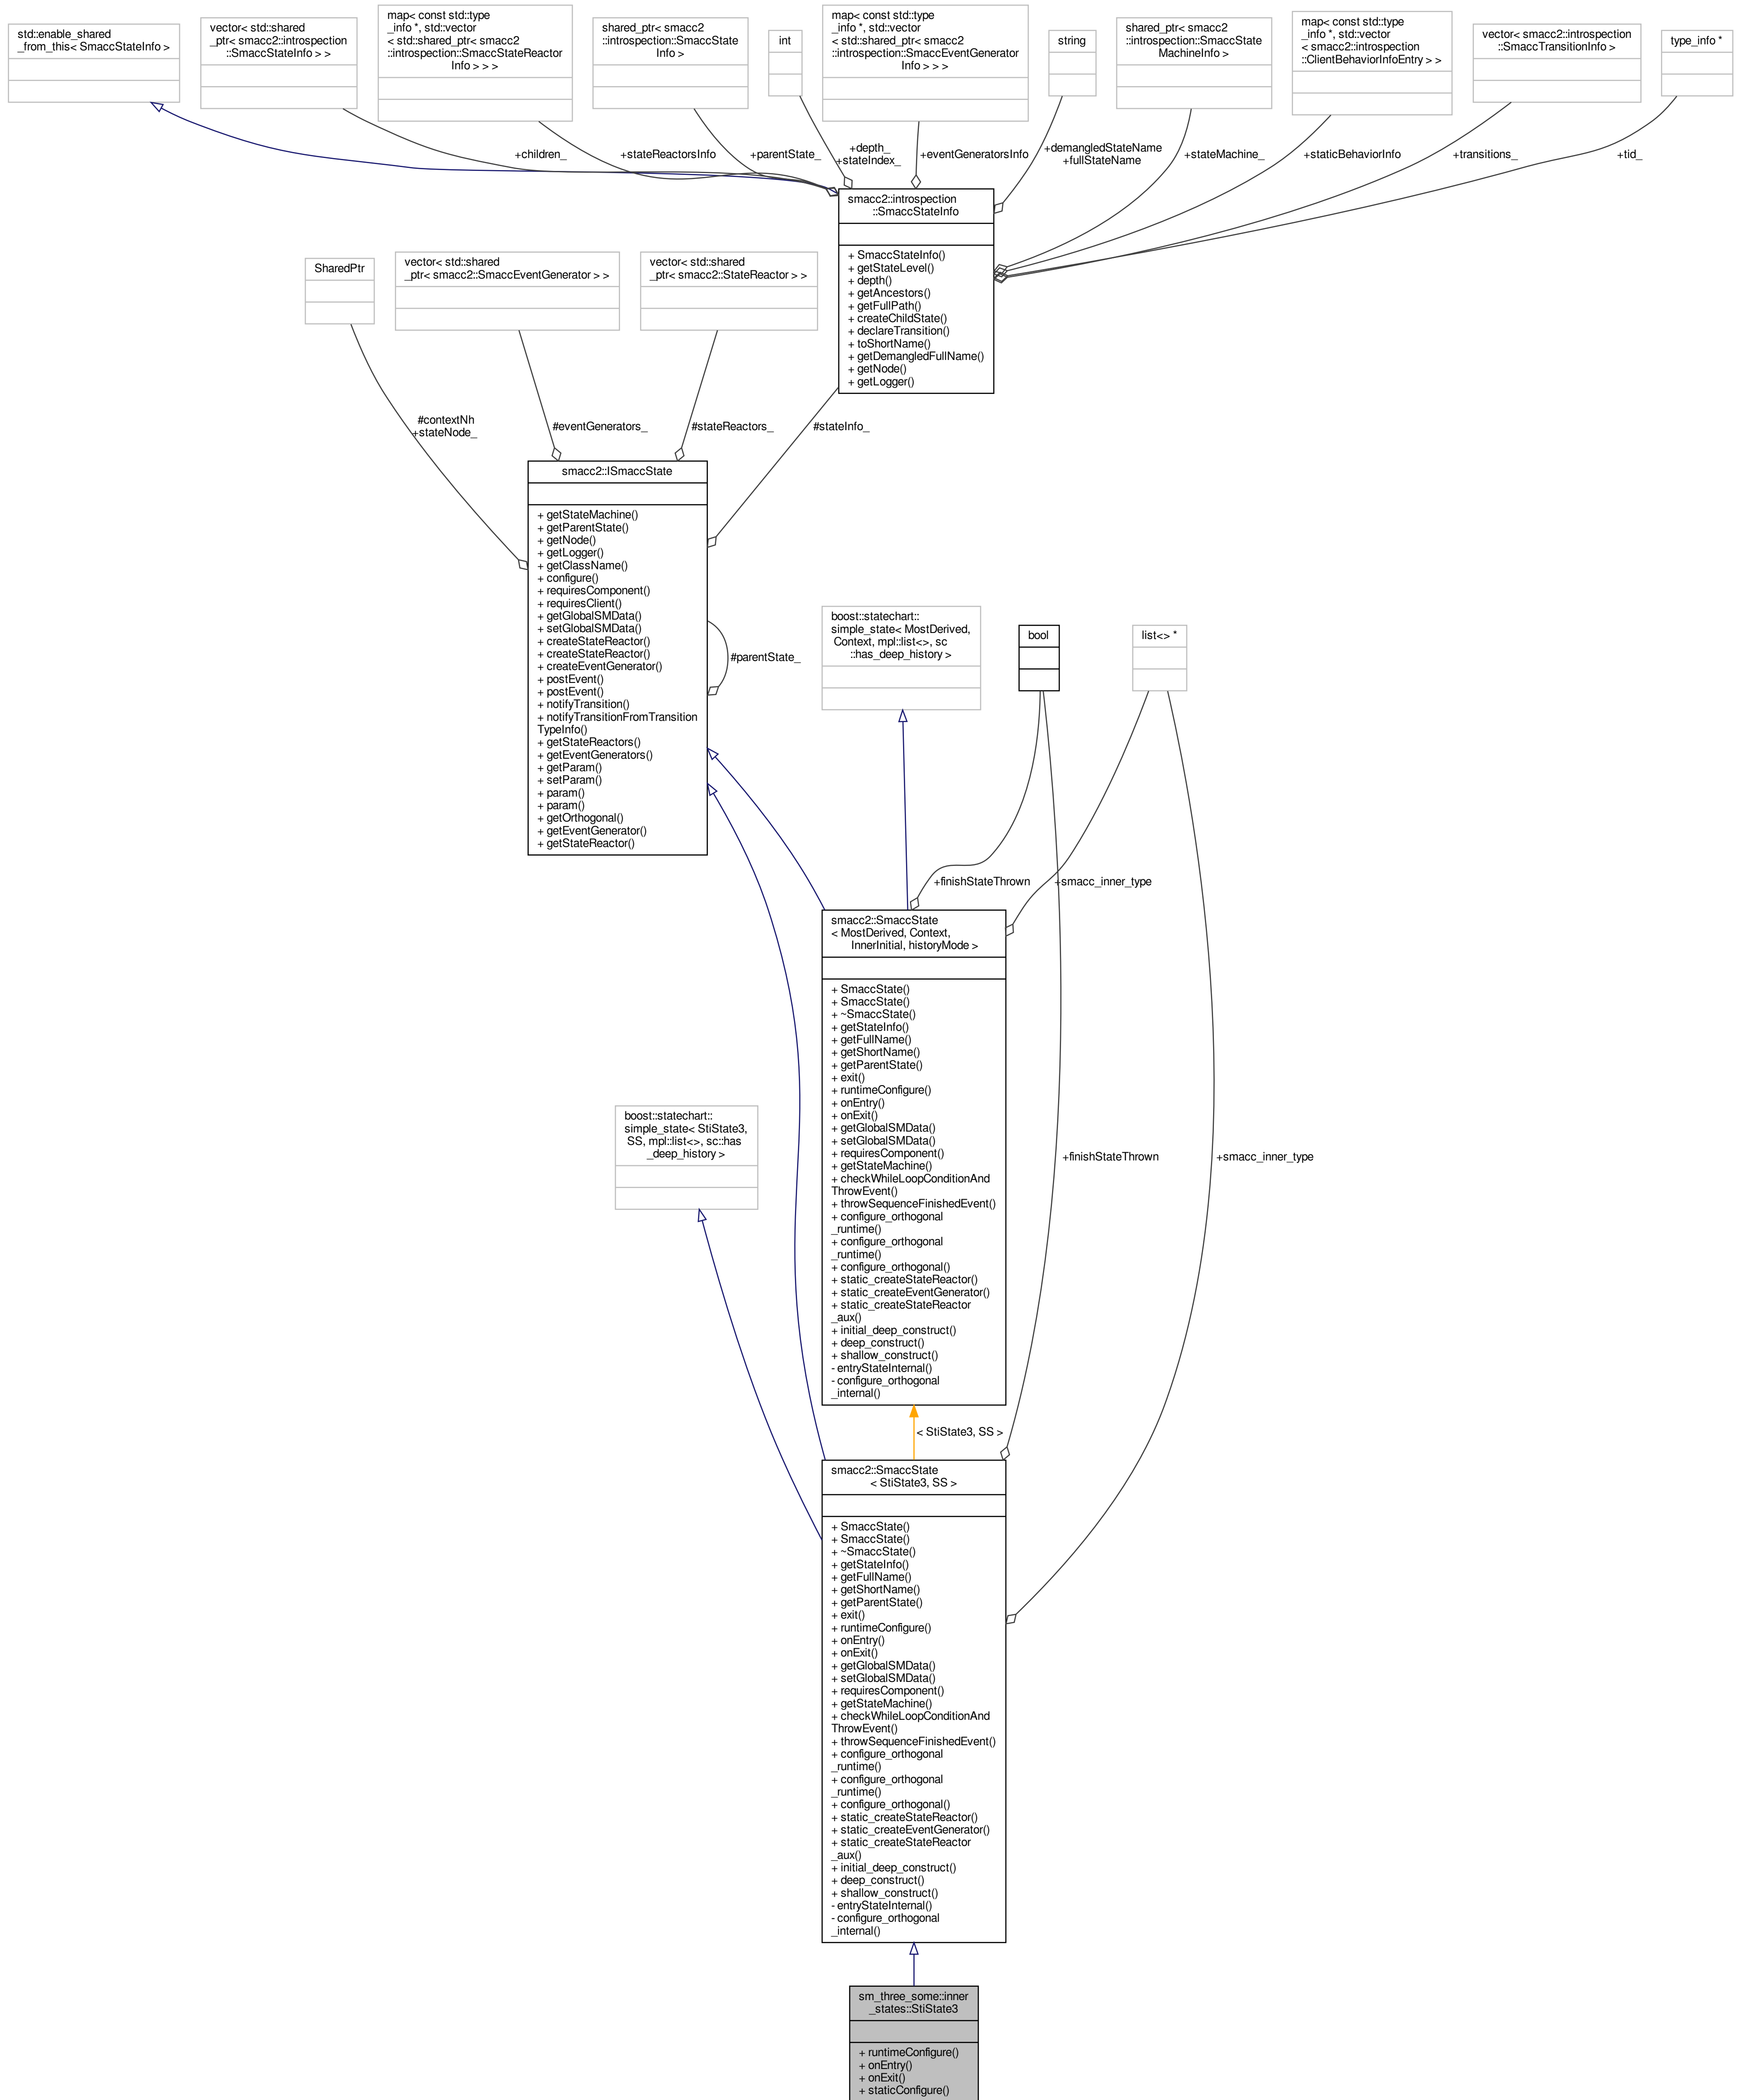 std::enable_shared
_from_this< SmaccStateInfo >
vector< std::shared
_ptr< smacc2::introspection
::SmaccStateInfo > >
map< const std::type
_info *, std::vector
< std::shared_ptr< smacc2
::introspection::SmaccStateReactor
Info > > >
shared_ptr< smacc2
::introspection::SmaccState
Info >
int
map< const std::type
_info *, std::vector
< std::shared_ptr< smacc2
::introspection::SmaccEventGenerator
Info > > >
string
shared_ptr< smacc2
::introspection::SmaccState
MachineInfo >
map< const std::type
_info *, std::vector
< smacc2::introspection
::ClientBehaviorInfoEntry > >
vector< smacc2::introspection
::SmaccTransitionInfo >
type_info *
+children_
+stateReactorsInfo
+parentState_
+depth_
+stateIndex_
+eventGeneratorsInfo
+demangledStateName
+fullStateName
+stateMachine_
+staticBehaviorInfo
+transitions_
+tid_
smacc2::introspection
::SmaccStateInfo
+ SmaccStateInfo()
+ getStateLevel()
+ depth()
+ getAncestors()
+ getFullPath()
+ createChildState()
+ declareTransition()
+ toShortName()
+ getDemangledFullName()
+ getNode()
+ getLogger()
SharedPtr
vector< std::shared
_ptr< smacc2::SmaccEventGenerator > >
vector< std::shared
_ptr< smacc2::StateReactor > >
#contextNh
+stateNode_
#eventGenerators_
#stateReactors_
#stateInfo_
smacc2::ISmaccState
+ getStateMachine()
+ getParentState()
+ getNode()
+ getLogger()
+ getClassName()
+ configure()
+ requiresComponent()
+ requiresClient()
+ getGlobalSMData()
+ setGlobalSMData()
+ createStateReactor()
+ createStateReactor()
+ createEventGenerator()
+ postEvent()
+ postEvent()
+ notifyTransition()
+ notifyTransitionFromTransition
TypeInfo()
+ getStateReactors()
+ getEventGenerators()
+ getParam()
+ setParam()
+ param()
+ param()
+ getOrthogonal()
+ getEventGenerator()
+ getStateReactor()
#parentState_
boost::statechart::
simple_state< MostDerived,
Context, mpl::list<>, sc
::has_deep_history >
bool
list<> *
+finishStateThrown
+smacc_inner_type
smacc2::SmaccState
< MostDerived, Context,
InnerInitial, historyMode >
+ SmaccState()
+ SmaccState()
+ ~SmaccState()
+ getStateInfo()
+ getFullName()
+ getShortName()
+ getParentState()
+ exit()
+ runtimeConfigure()
+ onEntry()
+ onExit()
+ getGlobalSMData()
+ setGlobalSMData()
+ requiresComponent()
+ getStateMachine()
+ checkWhileLoopConditionAnd
ThrowEvent()
+ throwSequenceFinishedEvent()
+ configure_orthogonal
_runtime()
+ configure_orthogonal
_runtime()
+ configure_orthogonal()
+ static_createStateReactor()
+ static_createEventGenerator()
+ static_createStateReactor
_aux()
+ initial_deep_construct()
+ deep_construct()
+ shallow_construct()
- entryStateInternal()
- configure_orthogonal
_internal()
boost::statechart::
simple_state< StiState3,
SS, mpl::list<>, sc::has
_deep_history >
+finishStateThrown
+smacc_inner_type
< StiState3, SS >
smacc2::SmaccState
< StiState3, SS >
+ SmaccState()
+ SmaccState()
+ ~SmaccState()
+ getStateInfo()
+ getFullName()
+ getShortName()
+ getParentState()
+ exit()
+ runtimeConfigure()
+ onEntry()
+ onExit()
+ getGlobalSMData()
+ setGlobalSMData()
+ requiresComponent()
+ getStateMachine()
+ checkWhileLoopConditionAnd
ThrowEvent()
+ throwSequenceFinishedEvent()
+ configure_orthogonal
_runtime()
+ configure_orthogonal
_runtime()
+ configure_orthogonal()
+ static_createStateReactor()
+ static_createEventGenerator()
+ static_createStateReactor
_aux()
+ initial_deep_construct()
+ deep_construct()
+ shallow_construct()
- entryStateInternal()
- configure_orthogonal
_internal()
sm_three_some::inner
_states::StiState3
+ runtimeConfigure()
+ onEntry()
+ onExit()
+ staticConfigure()